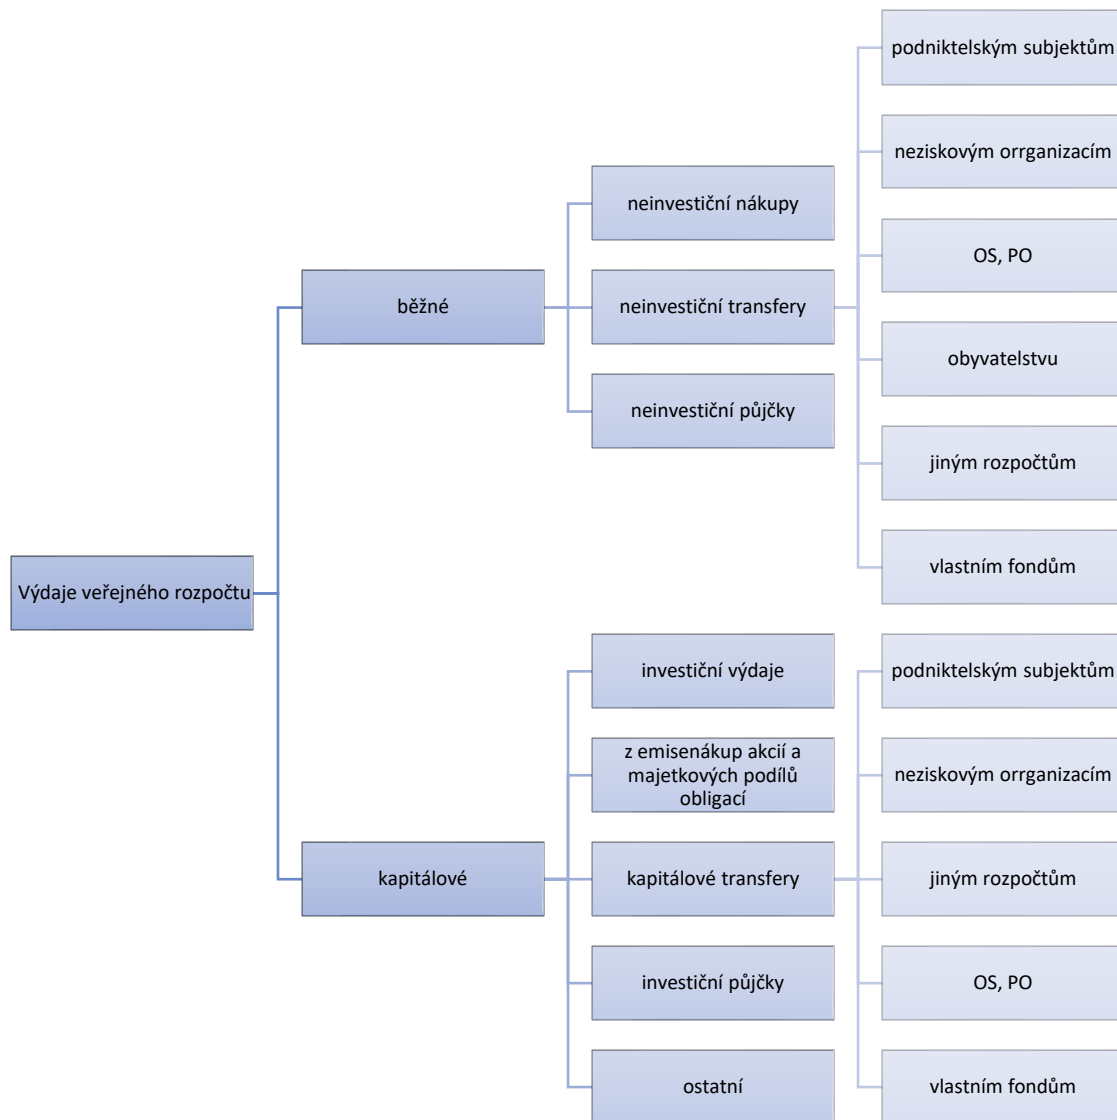 Výdaje veřejného rozpočtu
běžné
neinvestiční nákupy
neinvestiční transfery
podniktelským subjektům
neziskovým orrganizacím
OS, PO
obyvatelstvu
jiným rozpočtům
vlastním fondům
neinvestiční půjčky
kapitálové
investiční výdaje
z emisenákup akcií a
majetkových podílů
obligací
kapitálové transfery
podniktelským subjektům
neziskovým orrganizacím
jiným rozpočtům
OS, PO
vlastním fondům
investiční půjčky
ostatní